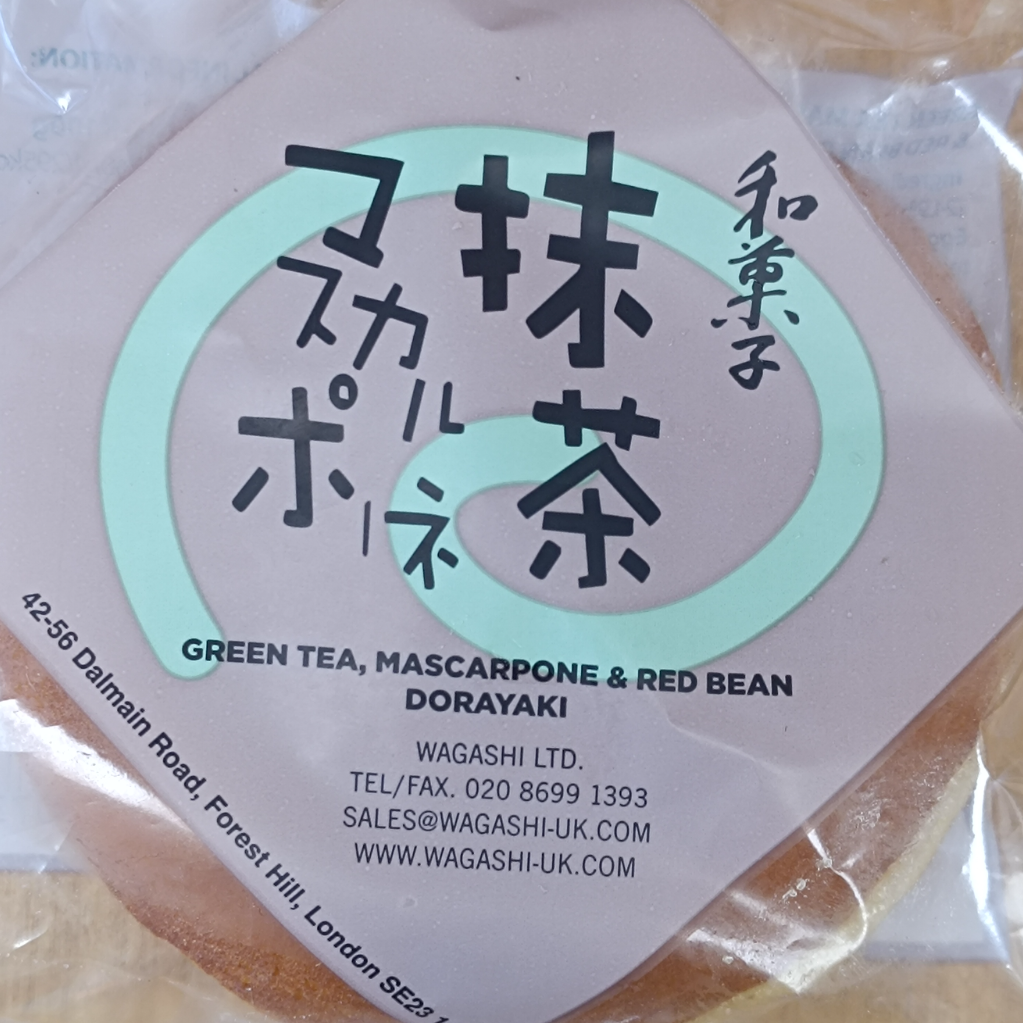 和菓子
抹茶
マスカルポーネ
GREEN TEA, MASCARPONE & RED BEAN
DORAYAKI
WAGASHI LTD.
TEL/FAX. 020 8699 1393
SALES@WAGASHI-UK.COM
WWW.WAGASHI-UK.COM
42-56 Dalmain Road, Forest Hill, London SE23